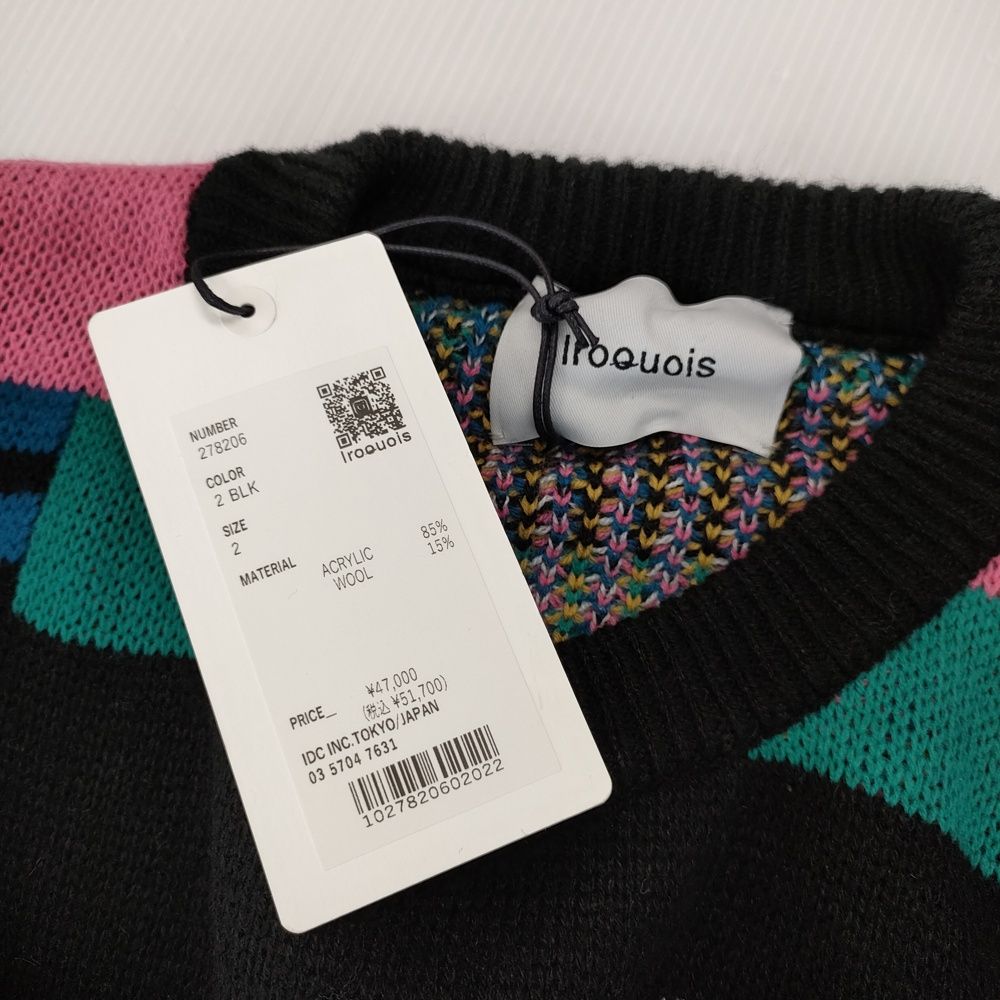 Iroquois
Iroquois
NUMBER
278206
COLOR
2 BLK
SIZE
2
MATERIAL ACRYLIC 85%
WOOL 15%
PRICE_ ¥47,000
(税込 ¥51,700)
IDC INC.TOKYO/JAPAN
03 5704 7631
1027820602022